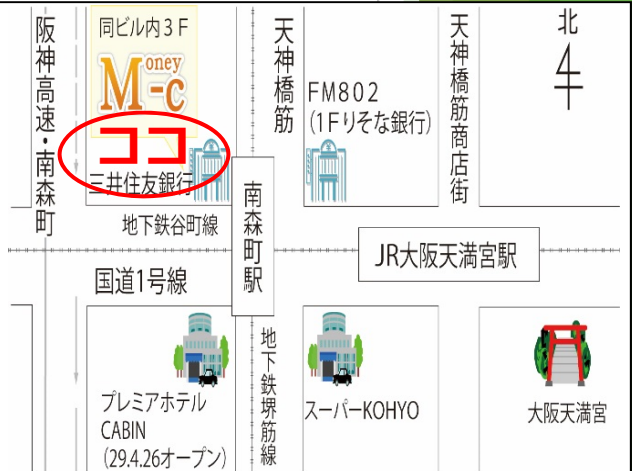 阪神高速・南森町
同ビル内3F
Money-c
ココ
三井住友銀行
地下鉄谷町線
国道1号線
天神橋筋
FM802
(1Fりそな銀行)
天神橋筋商店街
北
南森町駅
JR大阪天満宮駅
プレミアホテル
CABIN
(29.4.26オープン)
地下鉄堺筋線
スーパーKOHYO
大阪天満宮